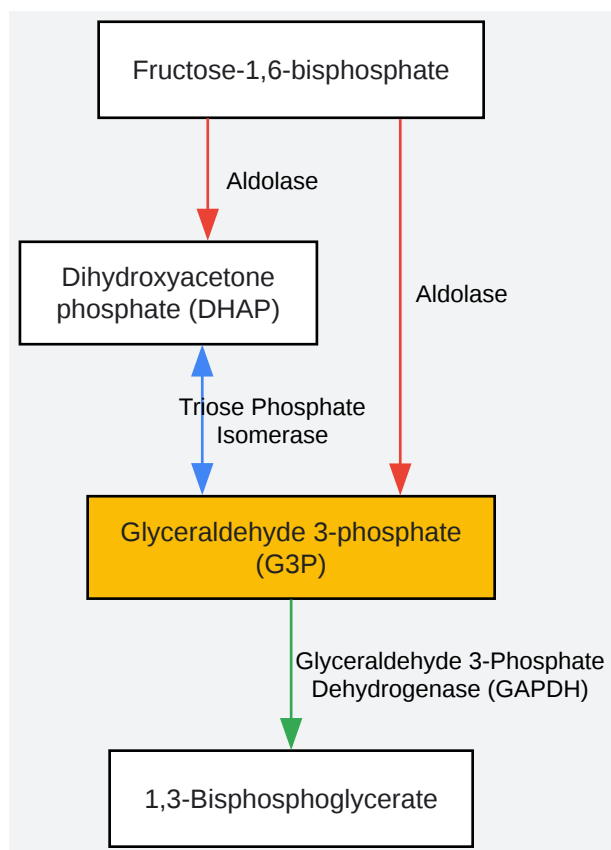 Fructose-1,6-bisphosphate
Aldolase
Dihydroxyacetone
phosphate (DHAP)
Aldolase
Triose Phosphate
Isomerase
Glyceraldehyde 3-phosphate
(G3P)
Glyceraldehyde 3-Phosphate
Dehydrogenase (GAPDH)
1,3-Bisphosphoglycerate